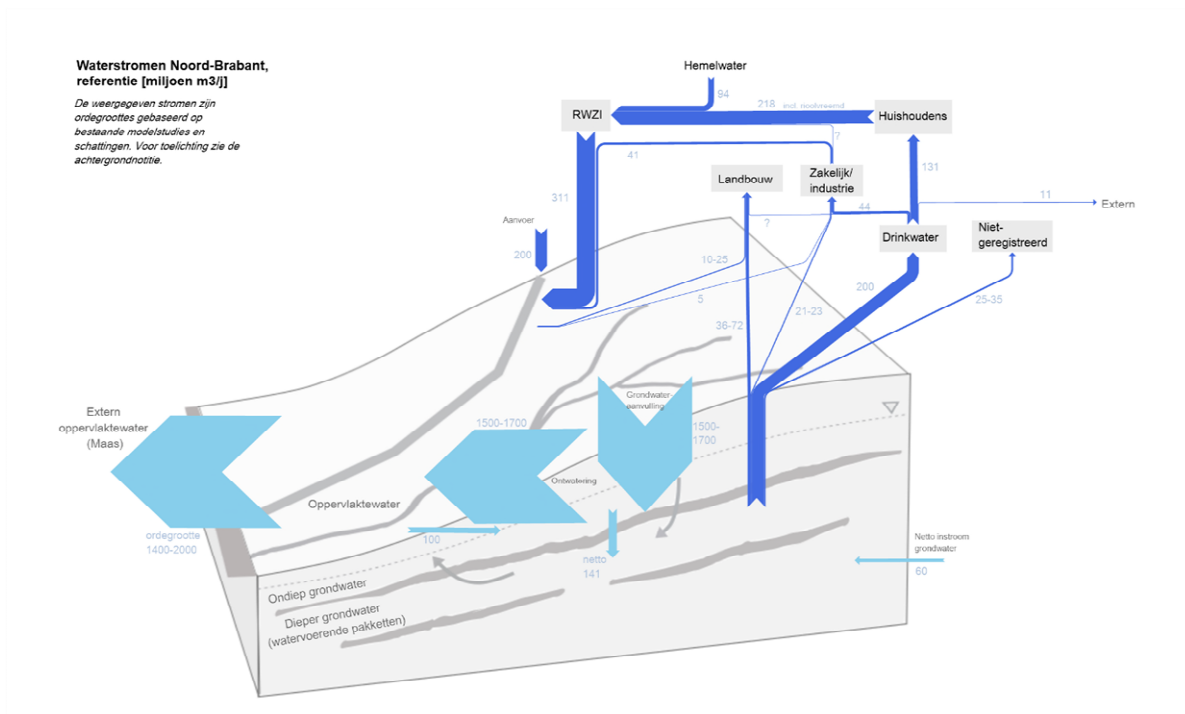 Waterstromen Noord-Brabant,
referentie [miljoen m3/j]
De weergegeven stromen zijn
ordegroottes gebaseerd op
bestaande modelstudies en
schattingen. Voor toelichting zie de
achtergrondnotitie.
Hemelwater
94
218 incl. rioolvreemd
RWZI
Huishoudens
?
41
131
Landbouw
Zakelijk/
industrie
311
44
11
Extern
Aanvoer
?
Drinkwater
Niet-
geregistreerd
200
10-25
200
5
25-35
21-23
36-72
Grondwater-
aanvulling
Extern
oppervlaktewater
(Maas)
1500-1700
1500-
1700
Ontwatering
Oppervlaktewater
ordegrootte
1400-2000
100
netto
141
Netto instroom
grondwater
60
Ondiep grondwater
Dieper grondwater
(watervoerende pakketten)